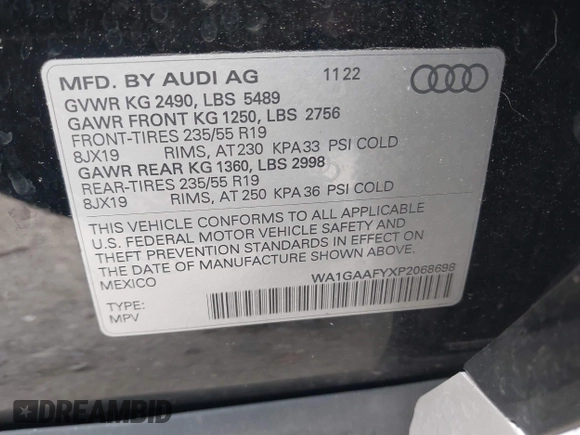 MFD. BY AUDI AG 11 22
GVWR KG 2490, LBS 5489
GAWR FRONT KG 1250, LBS 2756
FRONT-TIRES 235/55 R19
8JX19 RIMS, AT 230 KPA 33 PSI COLD
GAWR REAR KG 1360, LBS 2998
REAR-TIRES 235/55 R19
8JX19 RIMS, AT 250 KPA 36 PSI COLD
THIS VEHICLE CONFORMS TO ALL APPLICABLE
U.S. FEDERAL MOTOR VEHICLE SAFETY AND
THEFT PREVENTION STANDARDS IN EFFECT ON
THE DATE OF MANUFACTURE SHOWN ABOVE.
MEXICO
WA1GAAFYXP2068698
TYPE:
MPV
DREAMBID